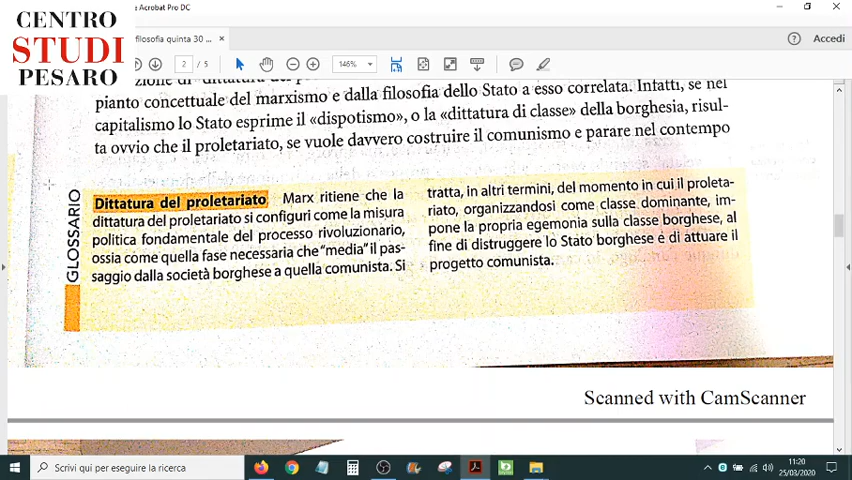 CENTRO
STUDI
PESARO
e Acrobat Pro DC
filosofia quinta 30 ... ×
Accedi
2 / 5
146%
pianto concettuale del marxismo e dalla filosofia dello Stato a esso correlata. Infatti, se nel
capitalismo lo Stato esprime il «dispotismo», o la «dittatura di classe» della borghesia, risul-
ta ovvio che il proletariato, se vuole davvero costruire il comunismo e parare nel contempo
GLOSSARIO
Dittatura del proletariato Marx ritiene che la
dittatura del proletariato si configuri come la misura
politica fondamentale del processo rivoluzionario,
ossia come quella fase necessaria che “media” il pas-
saggio dalla società borghese a quella comunista. Si
tratta, in altri termini, del momento in cui il proleta-
riato, organizzandosi come classe dominante, im-
pone la propria egemonia sulla classe borghese, al
fine di distruggere lo Stato borghese e di attuare il
progetto comunista.
Scanned with CamScanner
Scrivi qui per eseguire la ricerca
11:20
25/03/2020